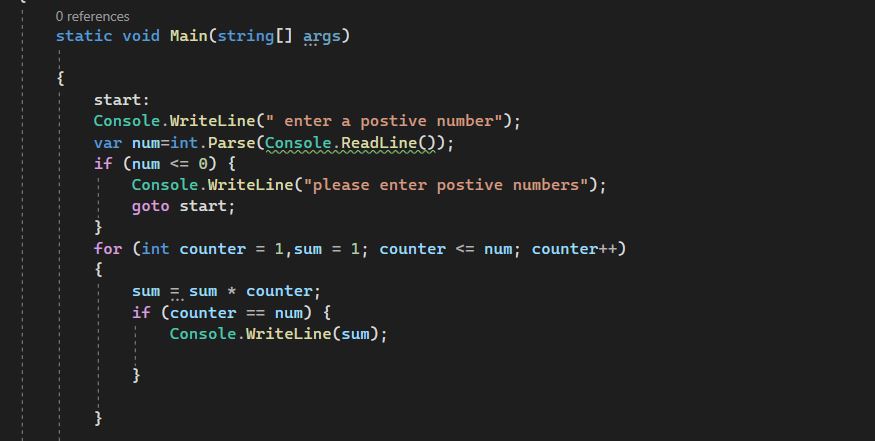 0 references
static void Main(string[] args)
{
start:
Console.WriteLine(" enter a postive number");
var num=int.Parse(Console.ReadLine());
if (num <= 0) {
Console.WriteLine("please enter postive numbers");
goto start;
}
for (int counter = 1,sum = 1; counter <= num; counter++)
{
sum = sum * counter;
if (counter == num) {
Console.WriteLine(sum);
}
}